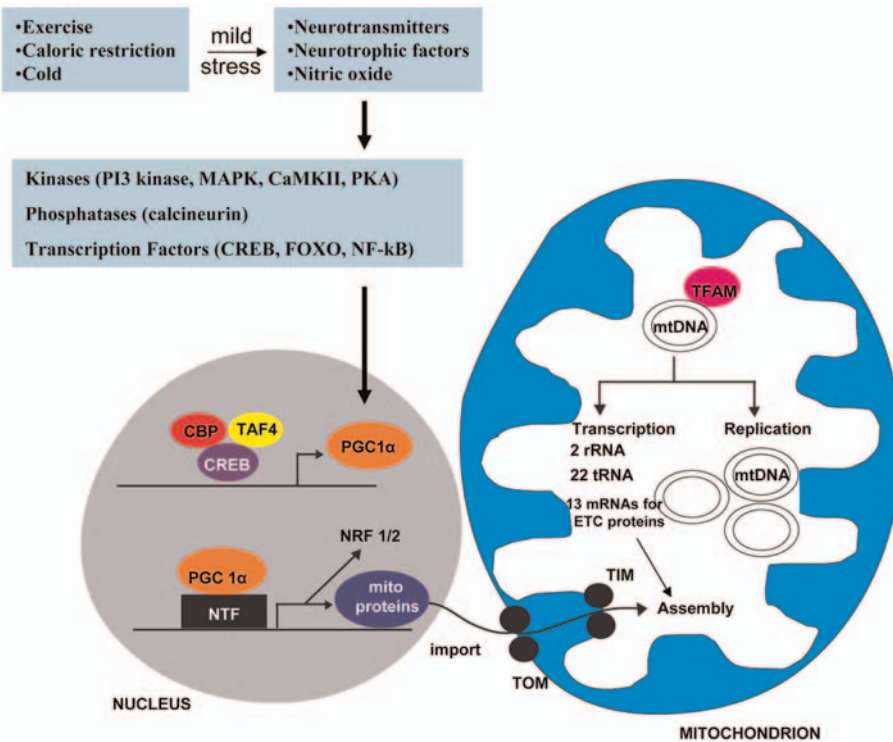 •Exercise
•Caloric restriction
•Cold
mild
stress
•Neurotransmitters
•Neurotrophic factors
•Nitric oxide
Kinases (PI3 kinase, MAPK, CaMKII, PKA)
Phosphatases (calcineurin)
Transcription Factors (CREB, FOXO, NF-kB)
CBP
TAF4
CREB
PGC1α
NRF 1/2
PGC 1α
NTF
mito
proteins
NUCLEUS
import
TOM
TIM
TFAM
mtDNA
Transcription
2 rRNA
22 tRNA
13 mRNAs for
ETC proteins
Replication
mtDNA
Assembly
MITOCHONDRION